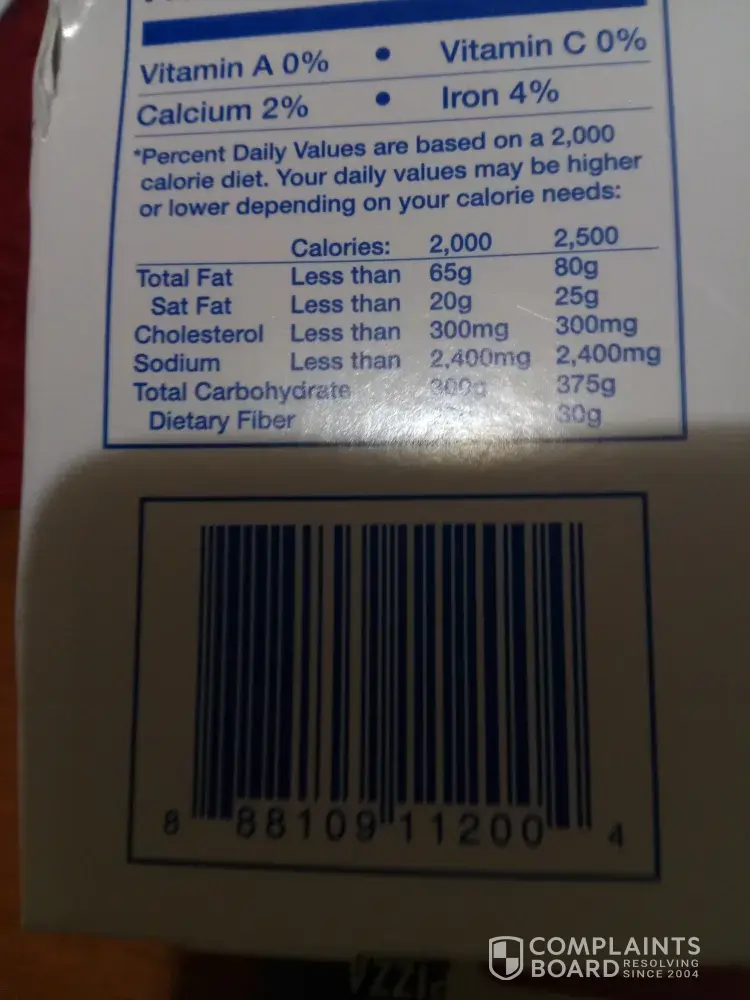 Vitamin A 0% • Vitamin C 0%
Calcium 2% • Iron 4%
*Percent Daily Values are based on a 2,000
calorie diet. Your daily values may be higher
or lower depending on your calorie needs:
Calories: 2,000 2,500
Total Fat Less than 65g 80g
Sat Fat Less than 20g 25g
Cholesterol Less than 300mg 300mg
Sodium Less than 2,400mg 2,400mg
Total Carbohydrate 300g 375g
Dietary Fiber 30g
8 88109 11200 4
COMPLAINTS
BOARD RESOLVING
SINCE 2004